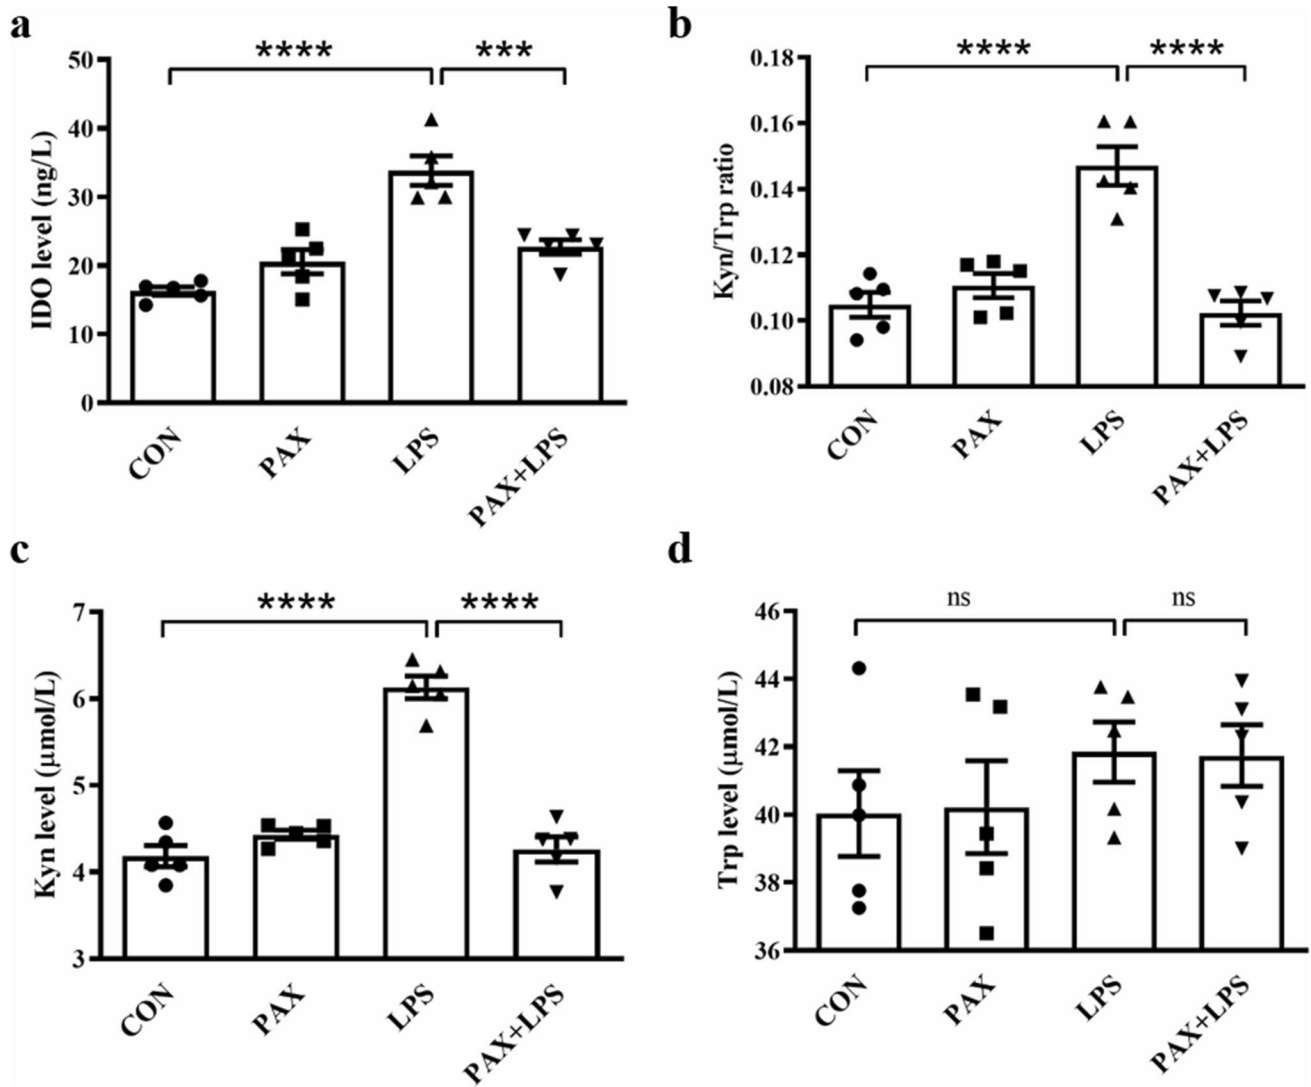 a
**** ***
IDO level (ng/L)
50
40
30
20
10
0
CON PAX LPS PAX+LPS
b
**** ****
Kyn/Trp ratio
0.18
0.16
0.14
0.12
0.10
0.08
CON PAX LPS PAX+LPS
c
**** ****
Kyn level (μmol/L)
7
6
5
4
3
CON PAX LPS PAX+LPS
d
ns ns
Trp level (μmol/L)
46
44
42
40
38
36
CON PAX LPS PAX+LPS